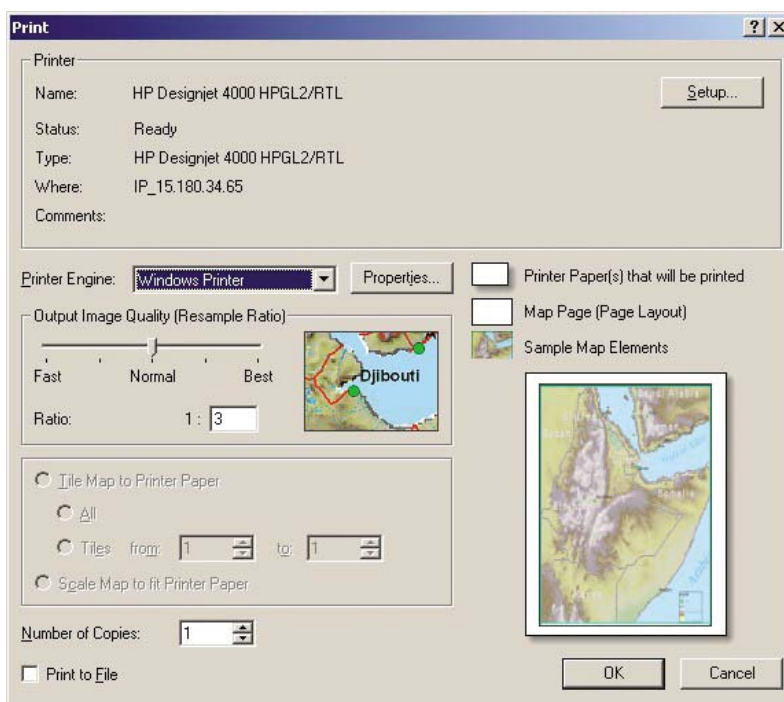 Print
Printer
Name: HP Designjet 4000 HPGL2/RTL
Setup...
Status: Ready
Type: HP Designjet 4000 HPGL2/RTL
Where: IP_15.180.34.65
Comments:
Printer Engine: Windows Printer
Properties...
Printer Paper(s) that will be printed
Map Page (Page Layout)
Sample Map Elements
Output Image Quality (Resample Ratio)
Fast Normal Best
Ratio: 1 : 3
Djibouti
Tile Map to Printer Paper
All
Tiles from: 1 to: 1
Scale Map to fit Printer Paper
Number of Copies: 1
Print to File
OK Cancel